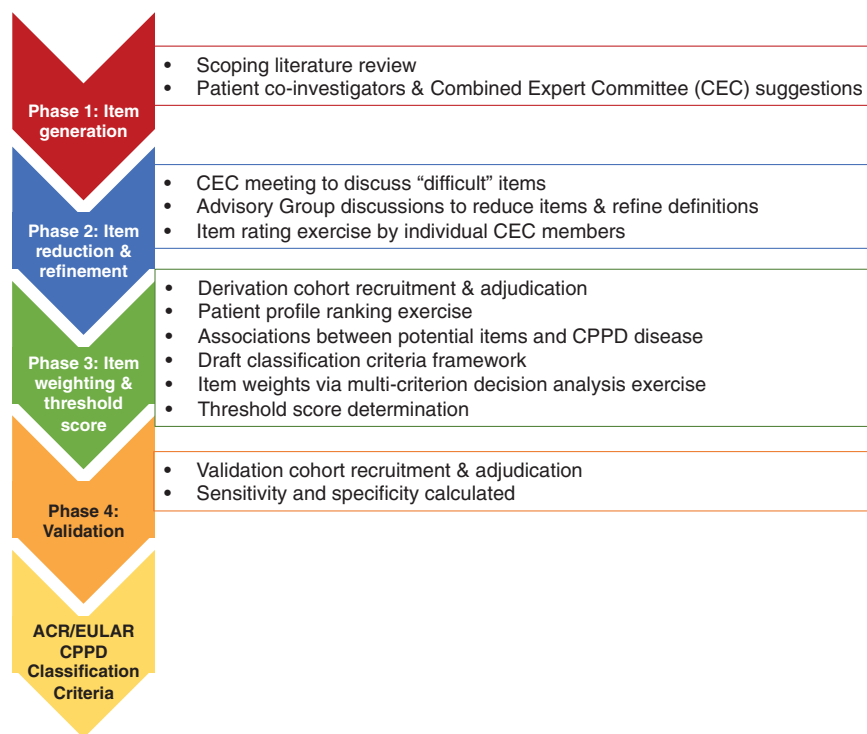 Phase 1: Item
generation
• Scoping literature review
• Patient co-investigators & Combined Expert Committee (CEC) suggestions
Phase 2: Item
reduction &
refinement
• CEC meeting to discuss “difficult” items
• Advisory Group discussions to reduce items & refine definitions
• Item rating exercise by individual CEC members
Phase 3: Item
weighting &
threshold
score
• Derivation cohort recruitment & adjudication
• Patient profile ranking exercise
• Associations between potential items and CPPD disease
• Draft classification criteria framework
• Item weights via multi-criterion decision analysis exercise
• Threshold score determination
Phase 4:
Validation
• Validation cohort recruitment & adjudication
• Sensitivity and specificity calculated
ACR/EULAR
CPPD
Classification
Criteria